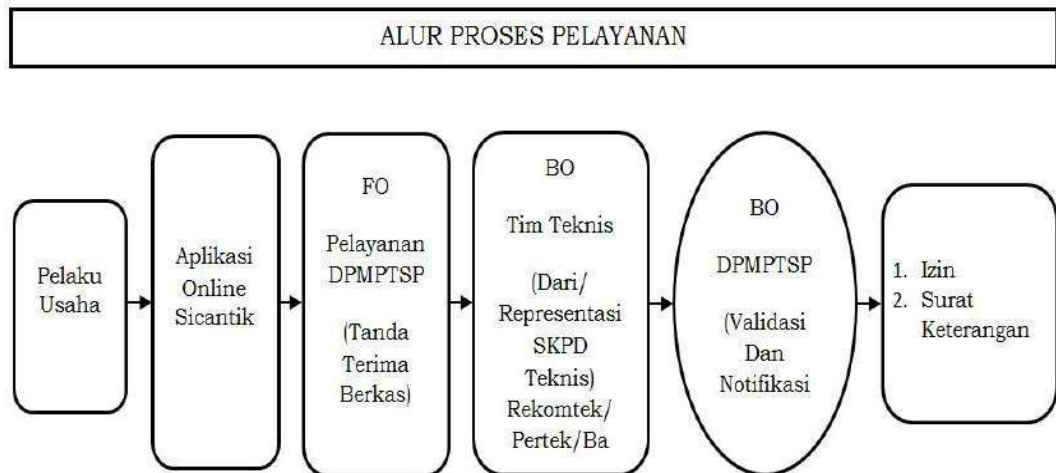 ALUR PROSES PELAYANAN
Pelaku
Usaha
Aplikasi
Online
Sicantik
FO
Pelayanan
DPMPTSP
(Tanda
Terima
Berkas)
BO
Tim Teknis
(Dari/
Representasi
SKPD
Teknis)
Rekomtek/
Pertek/Ba
BO
DPMPTSP
(Validasi
Dan
Notifikasi
1. Izin
2. Surat
Keterangan